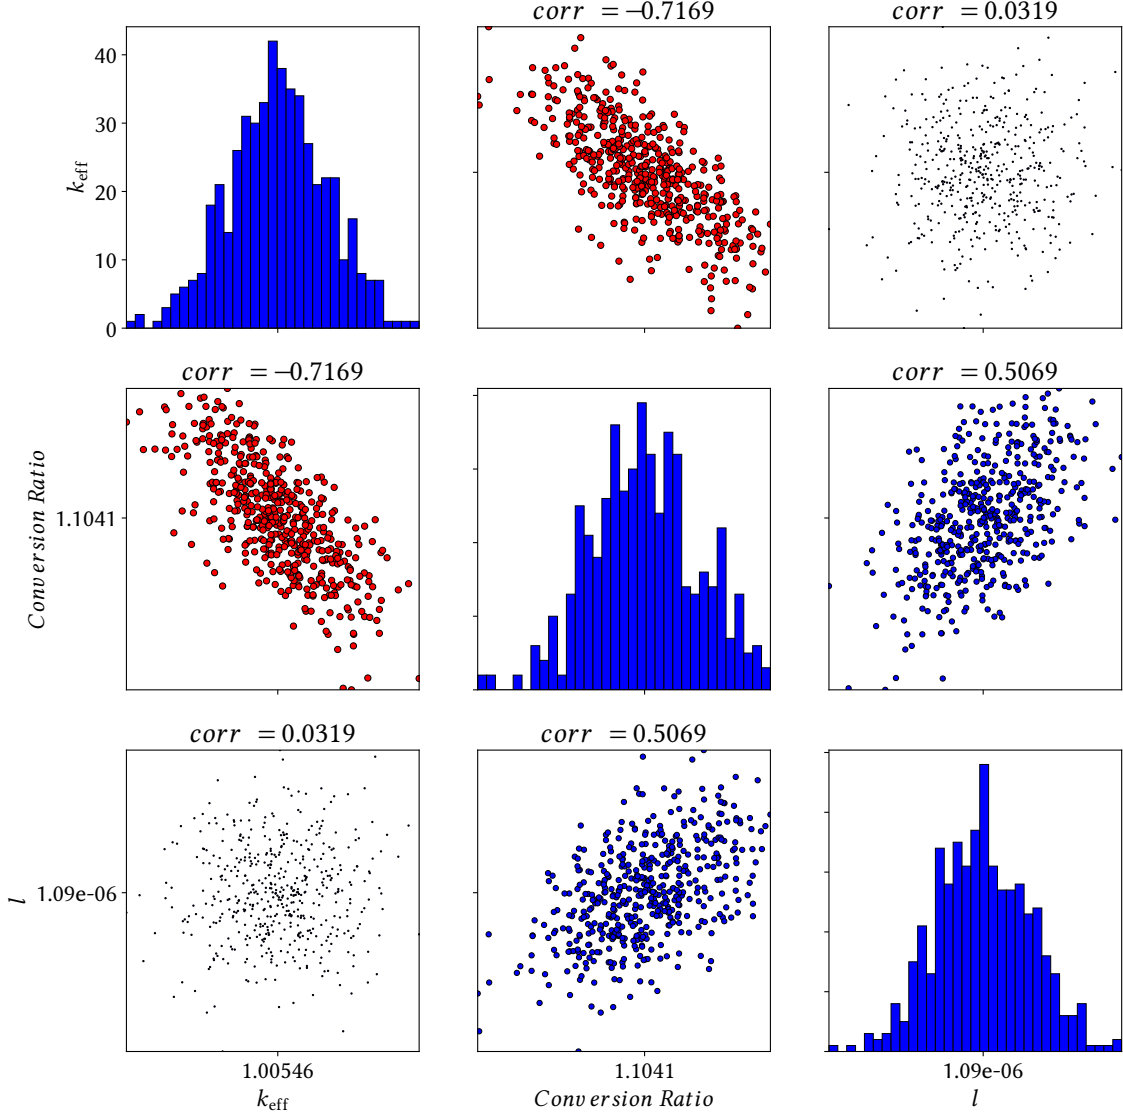 corr = −0.7169
corr = 0.0319
40
30
20
10
0
k_eff
corr = −0.7169
corr = 0.5069
Conversion Ratio
1.1041
corr = 0.0319
corr = 0.5069
l
1.09e-06
1.00546
1.1041
1.09e-06
k_eff
Conversion Ratio
l